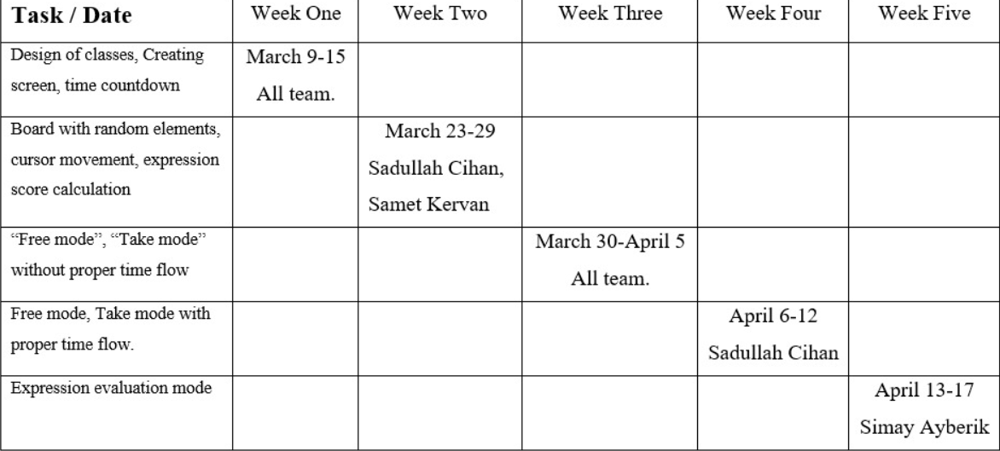 Task / Date Week One Week Two Week Three Week Four Week Five
Design of classes, Creating March 9-15
screen, time countdown All team.
Board with random elements, March 23-29
cursor movement, expression Sadullah Cihan,
score calculation Samet Kervan
“Free mode”, “Take mode” March 30-April 5
without proper time flow All team.
Free mode, Take mode with April 6-12
proper time flow. Sadullah Cihan
Expression evaluation mode April 13-17
Simay Ayberik